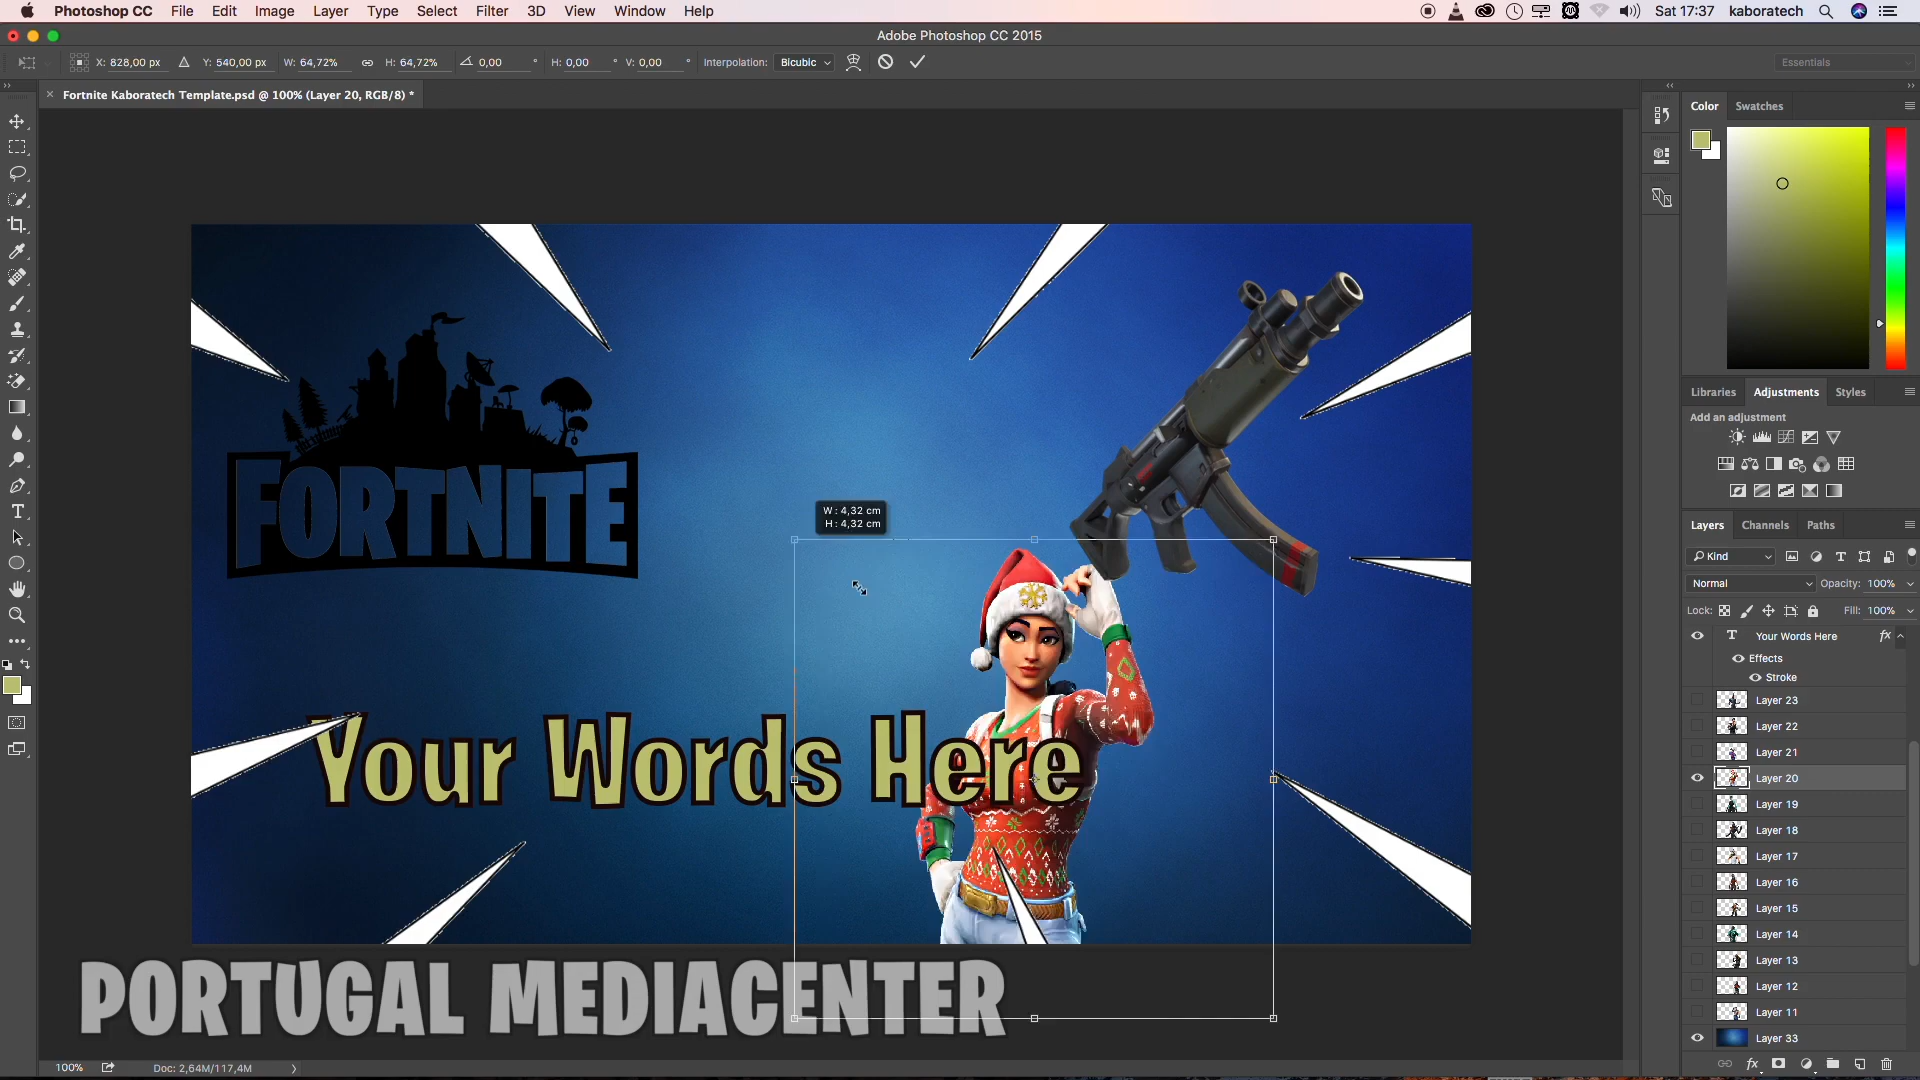 Photoshop CC File Edit Image Layer Type Select Filter 3D View Window Help
Sat 17:37 kaboratech
Adobe Photoshop CC 2015
X: 828,00 px Y: 540,00 px W: 64,72% H: 64,72% 0,00 ° H: 0,00 ° V: 0,00 ° Interpolation: Bicubic
Essentials
Fortnite Kaboratech Template.psd @ 100% (Layer 20, RGB/8) *
Color Swatches
Libraries Adjustments Styles
Add an adjustment
FORTNITE
W : 4,32 cm
H : 4,32 cm
Your Words Here
PORTUGAL MEDIACENTER
Layers Channels Paths
Kind
Normal Opacity: 100%
Lock: Fill: 100%
T Your Words Here fx
Effects
Stroke
Layer 23
Layer 22
Layer 21
Layer 20
Layer 19
Layer 18
Layer 17
Layer 16
Layer 15
Layer 14
Layer 13
Layer 12
Layer 11
Layer 33
fx
100% Doc: 2,64M/117,4M